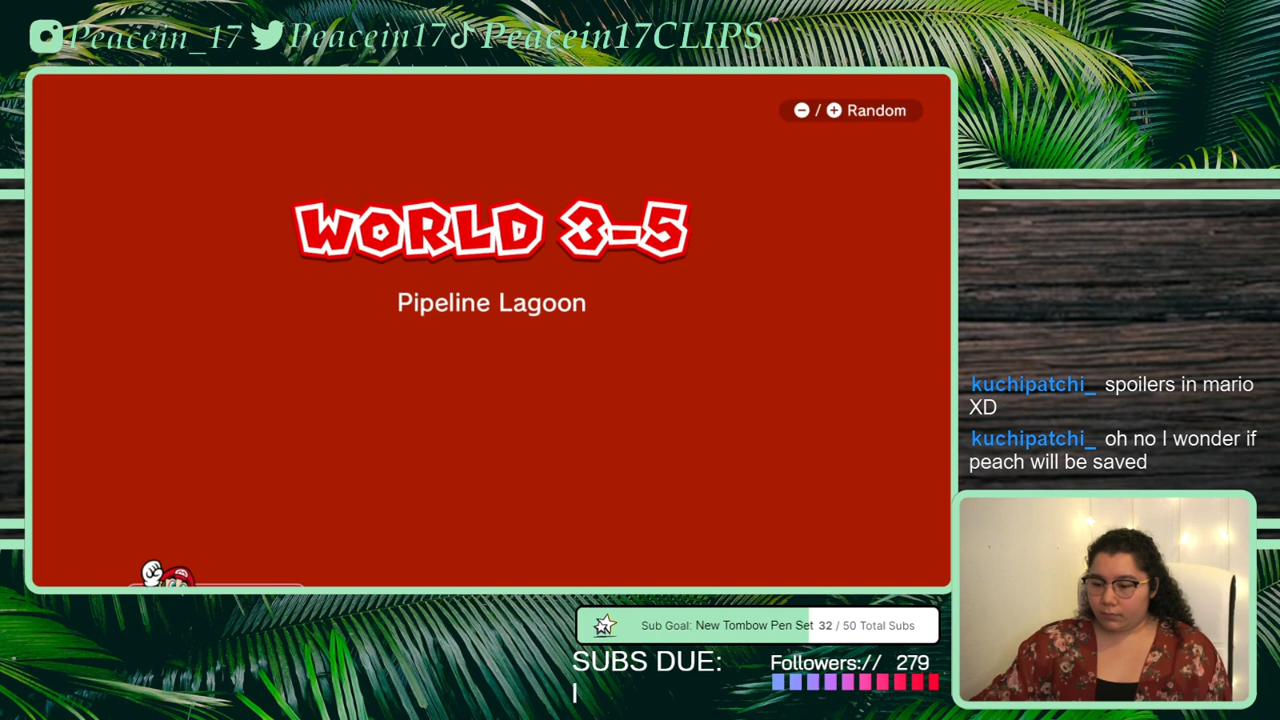 Peacein_17 Peacein17 Peacein17CLIPS
- / + Random
WORLD 3-5
Pipeline Lagoon
kuchipatchi_ spoilers in mario
XD
kuchipatchi_ oh no I wonder if
peach will be saved
Sub Goal: New Tombow Pen Set 32 / 50 Total Subs
SUBS DUE:
I
Followers:// 279